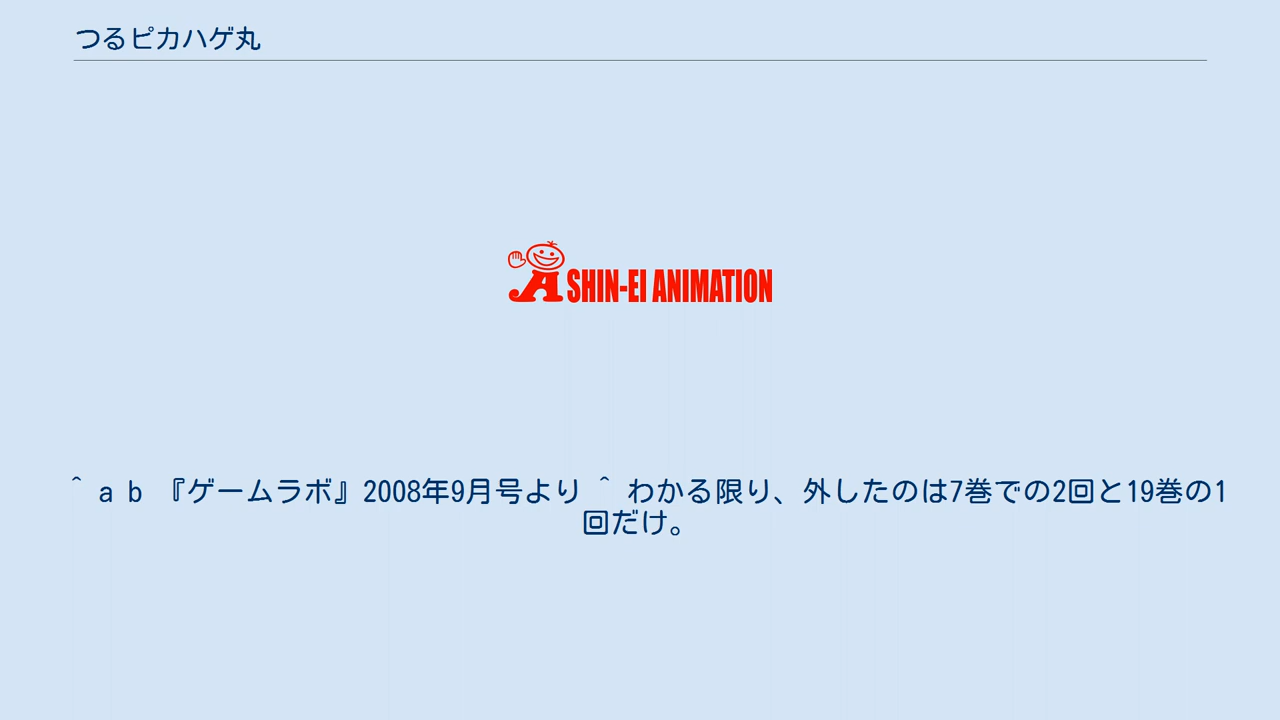 つるピカハゲ丸
SHIN-EI ANIMATION
^ a b 『ゲームラボ』2008年9月号より ^ わかる限り、外したのは7巻での2回と19巻の1
回だけ。